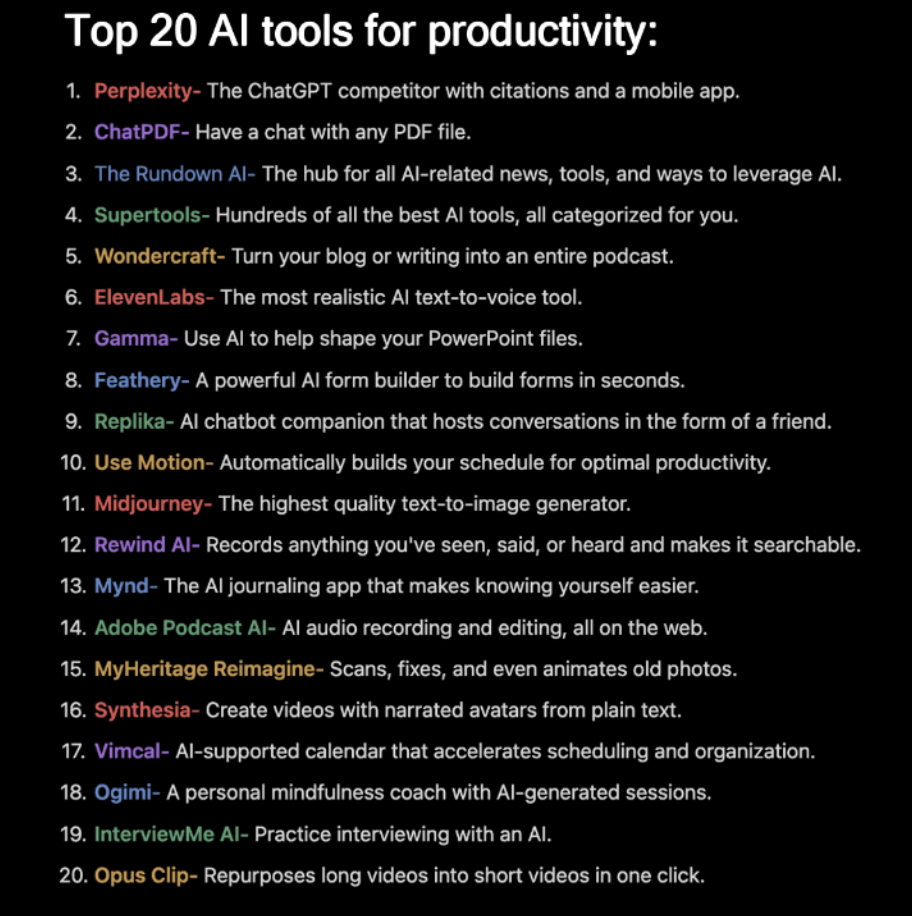 Top 20 AI tools for productivity:
1. Perplexity- The ChatGPT competitor with citations and a mobile app.
2. ChatPDF- Have a chat with any PDF file.
3. The Rundown AI- The hub for all AI-related news, tools, and ways to leverage AI.
4. Supertools- Hundreds of all the best AI tools, all categorized for you.
5. Wondercraft- Turn your blog or writing into an entire podcast.
6. ElevenLabs- The most realistic AI text-to-voice tool.
7. Gamma- Use AI to help shape your PowerPoint files.
8. Feathery- A powerful AI form builder to build forms in seconds.
9. Replika- AI chatbot companion that hosts conversations in the form of a friend.
10. Use Motion- Automatically builds your schedule for optimal productivity.
11. Midjourney- The highest quality text-to-image generator.
12. Rewind AI- Records anything you've seen, said, or heard and makes it searchable.
13. Mynd- The AI journaling app that makes knowing yourself easier.
14. Adobe Podcast AI- AI audio recording and editing, all on the web.
15. MyHeritage Reimagine- Scans, fixes, and even animates old photos.
16. Synthesia- Create videos with narrated avatars from plain text.
17. Vimcal- AI-supported calendar that accelerates scheduling and organization.
18. Ogimi- A personal mindfulness coach with AI-generated sessions.
19. InterviewMe AI- Practice interviewing with an AI.
20. Opus Clip- Repurposes long videos into short videos in one click.